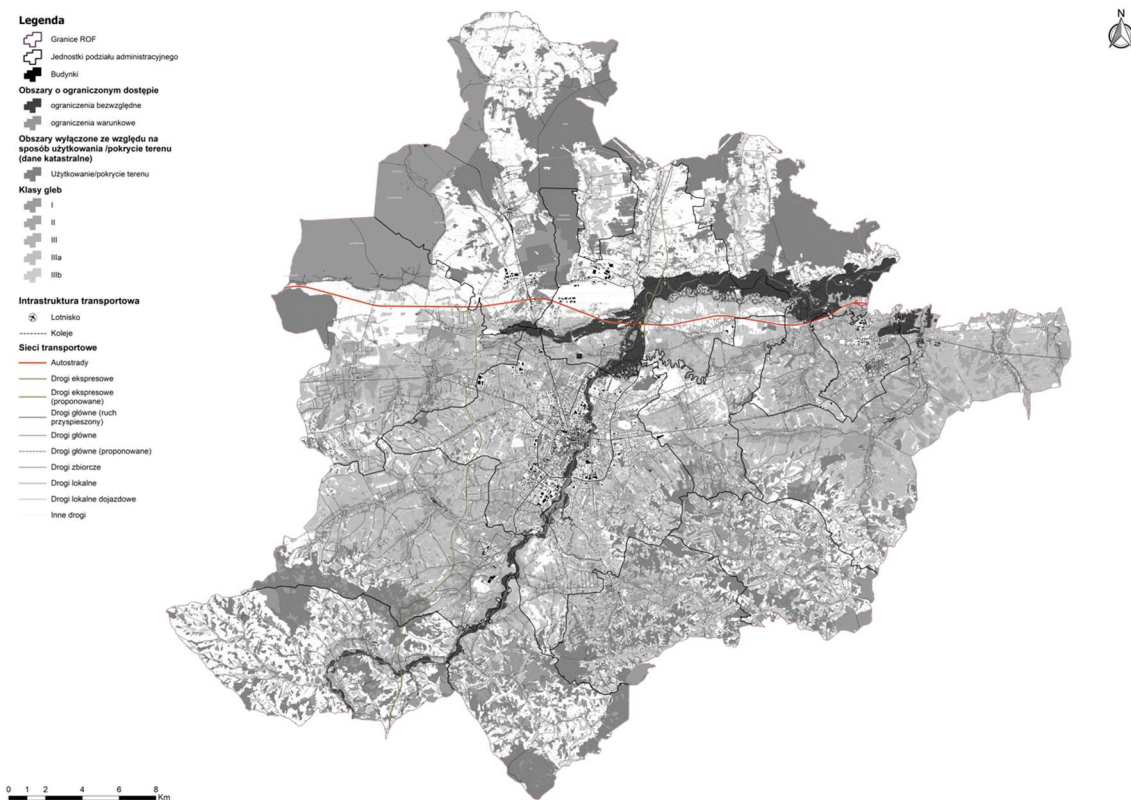 Legenda
Granice ROF
Jednostki podziału administracyjnego
Budynki
Obszary o ograniczonym dostępie
ograniczenia bezwzględne
ograniczenia warunkowe
Obszary wyłączone ze względu na
sposób użytkowania /pokrycie terenu
(dane katastralne)
Użytkowanie/pokrycie terenu
Klasy gleb
I
II
III
IIIa
IIIb
Intrastruktura transportowa
Lotnisko
Koleje
Sieci transportowe
Autostrady
Drogi ekspresowe
Drogi ekspresowe
(proponowane)
Drogi główne (ruch
przyspieszony)
Drogi główne
Drogi główne (proponowane)
Drogi zbiorcze
Drogi lokalne
Drogi lokalne dojazdowe
Inne drogi
N
0 1 2 4 6 8
Km